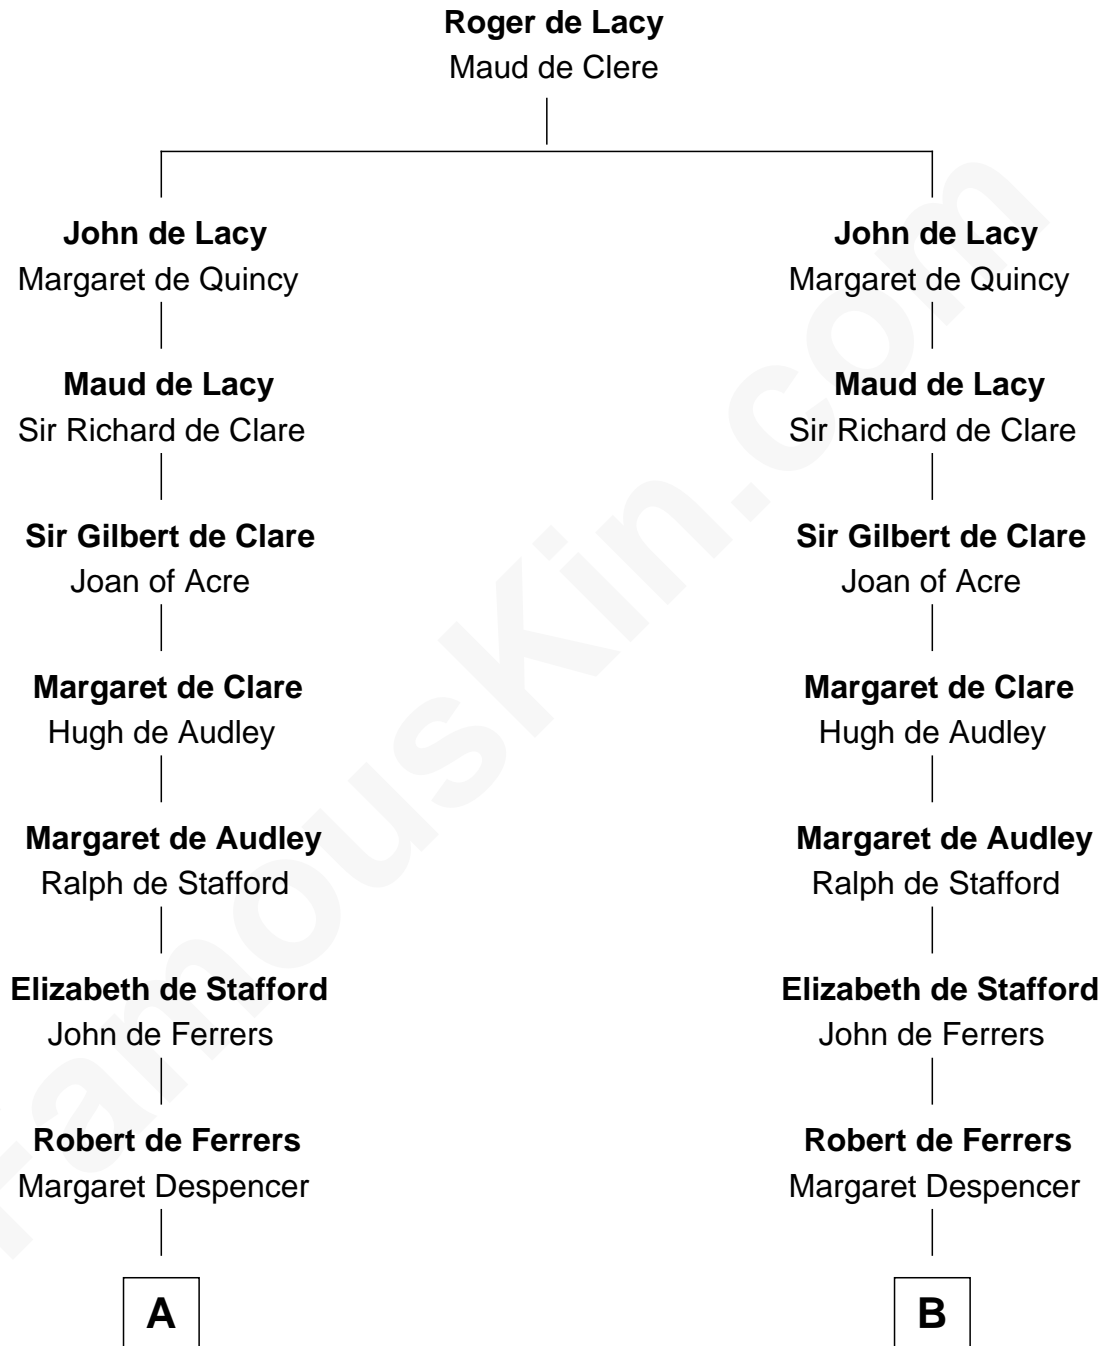 Roger de Lacy
Maud de Clere
John de Lacy
Margaret de Quincy
John de Lacy
Margaret de Quincy
Maud de Lacy
Sir Richard de Clare
Maud de Lacy
Sir Richard de Clare
Sir Gilbert de Clare
Joan of Acre
Sir Gilbert de Clare
Joan of Acre
Margaret de Clare
Hugh de Audley
Margaret de Clare
Hugh de Audley
Margaret de Audley
Ralph de Stafford
Margaret de Audley
Ralph de Stafford
Elizabeth de Stafford
John de Ferrers
Elizabeth de Stafford
John de Ferrers
Robert de Ferrers
Margaret Despencer
Robert de Ferrers
Margaret Despencer
A
B
FamousKin.com